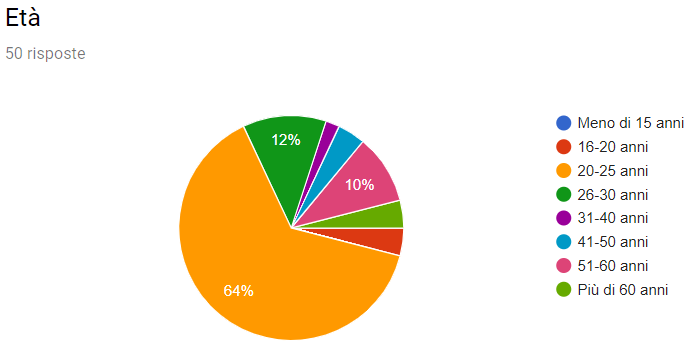 Età
50 risposte
12%
10%
64%
Meno di 15 anni
16-20 anni
20-25 anni
26-30 anni
31-40 anni
41-50 anni
51-60 anni
Più di 60 anni